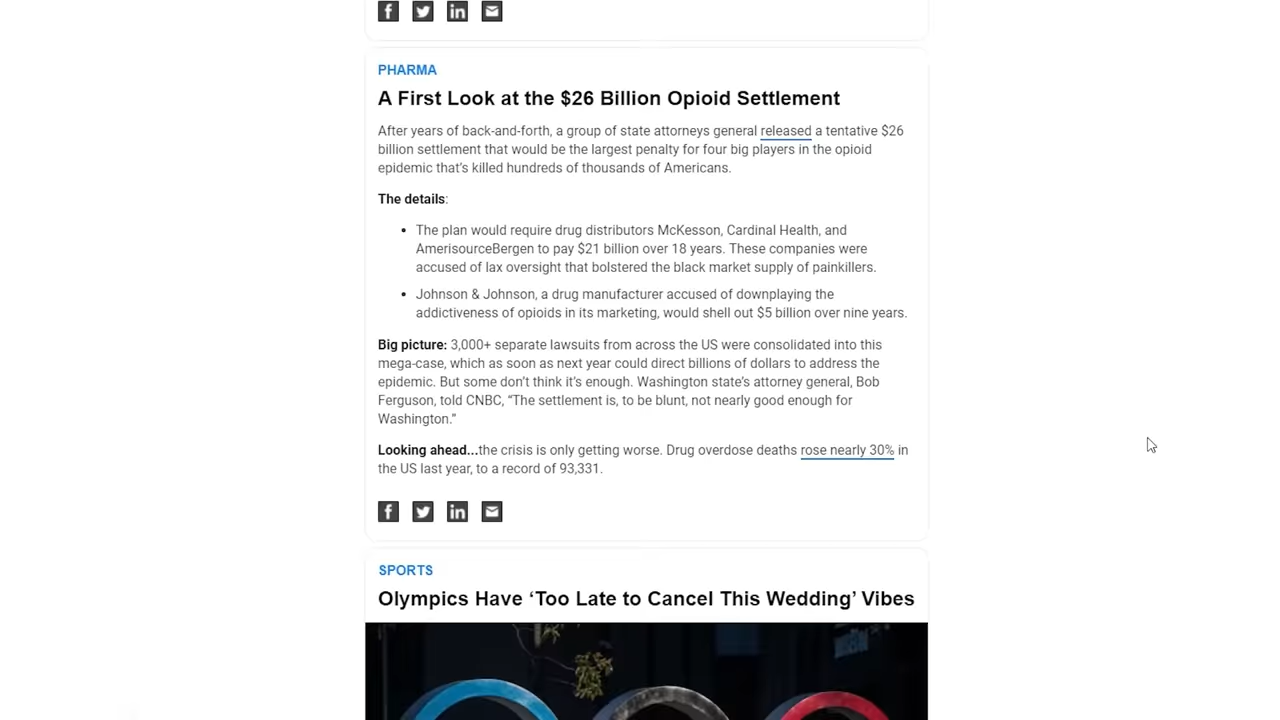 PHARMA
A First Look at the $26 Billion Opioid Settlement
After years of back-and-forth, a group of state attorneys general released a tentative $26
billion settlement that would be the largest penalty for four big players in the opioid
epidemic that’s killed hundreds of thousands of Americans.
The details:
• The plan would require drug distributors McKesson, Cardinal Health, and
AmerisourceBergen to pay $21 billion over 18 years. These companies were
accused of lax oversight that bolstered the black market supply of painkillers.
• Johnson & Johnson, a drug manufacturer accused of downplaying the
addictiveness of opioids in its marketing, would shell out $5 billion over nine years.
Big picture: 3,000+ separate lawsuits from across the US were consolidated into this
mega-case, which as soon as next year could direct billions of dollars to address the
epidemic. But some don’t think it’s enough. Washington state’s attorney general, Bob
Ferguson, told CNBC, “The settlement is, to be blunt, not nearly good enough for
Washington.”
Looking ahead...the crisis is only getting worse. Drug overdose deaths rose nearly 30% in
the US last year, to a record of 93,331.
SPORTS
Olympics Have ‘Too Late to Cancel This Wedding’ Vibes